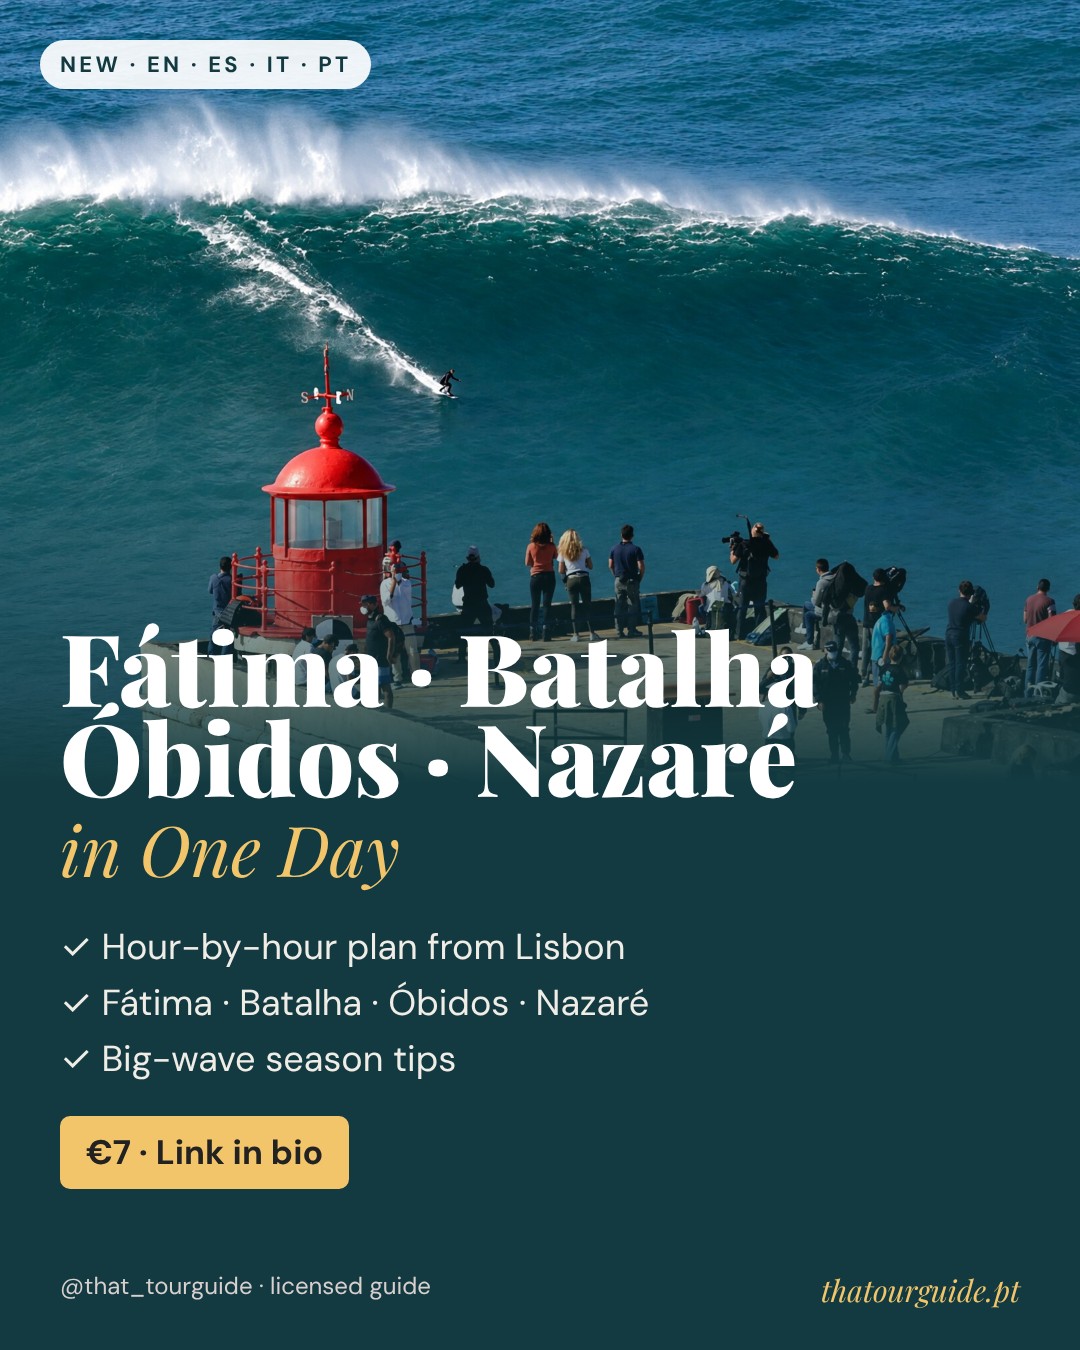 NEW · EN · ES · IT · PT
S N
Fátima · Batalha
Óbidos · Nazaré
in One Day
✓ Hour-by-hour plan from Lisbon
✓ Fátima · Batalha · Óbidos · Nazaré
✓ Big-wave season tips
€7 · Link in bio
@that_tourguide · licensed guide
thatourguide.pt